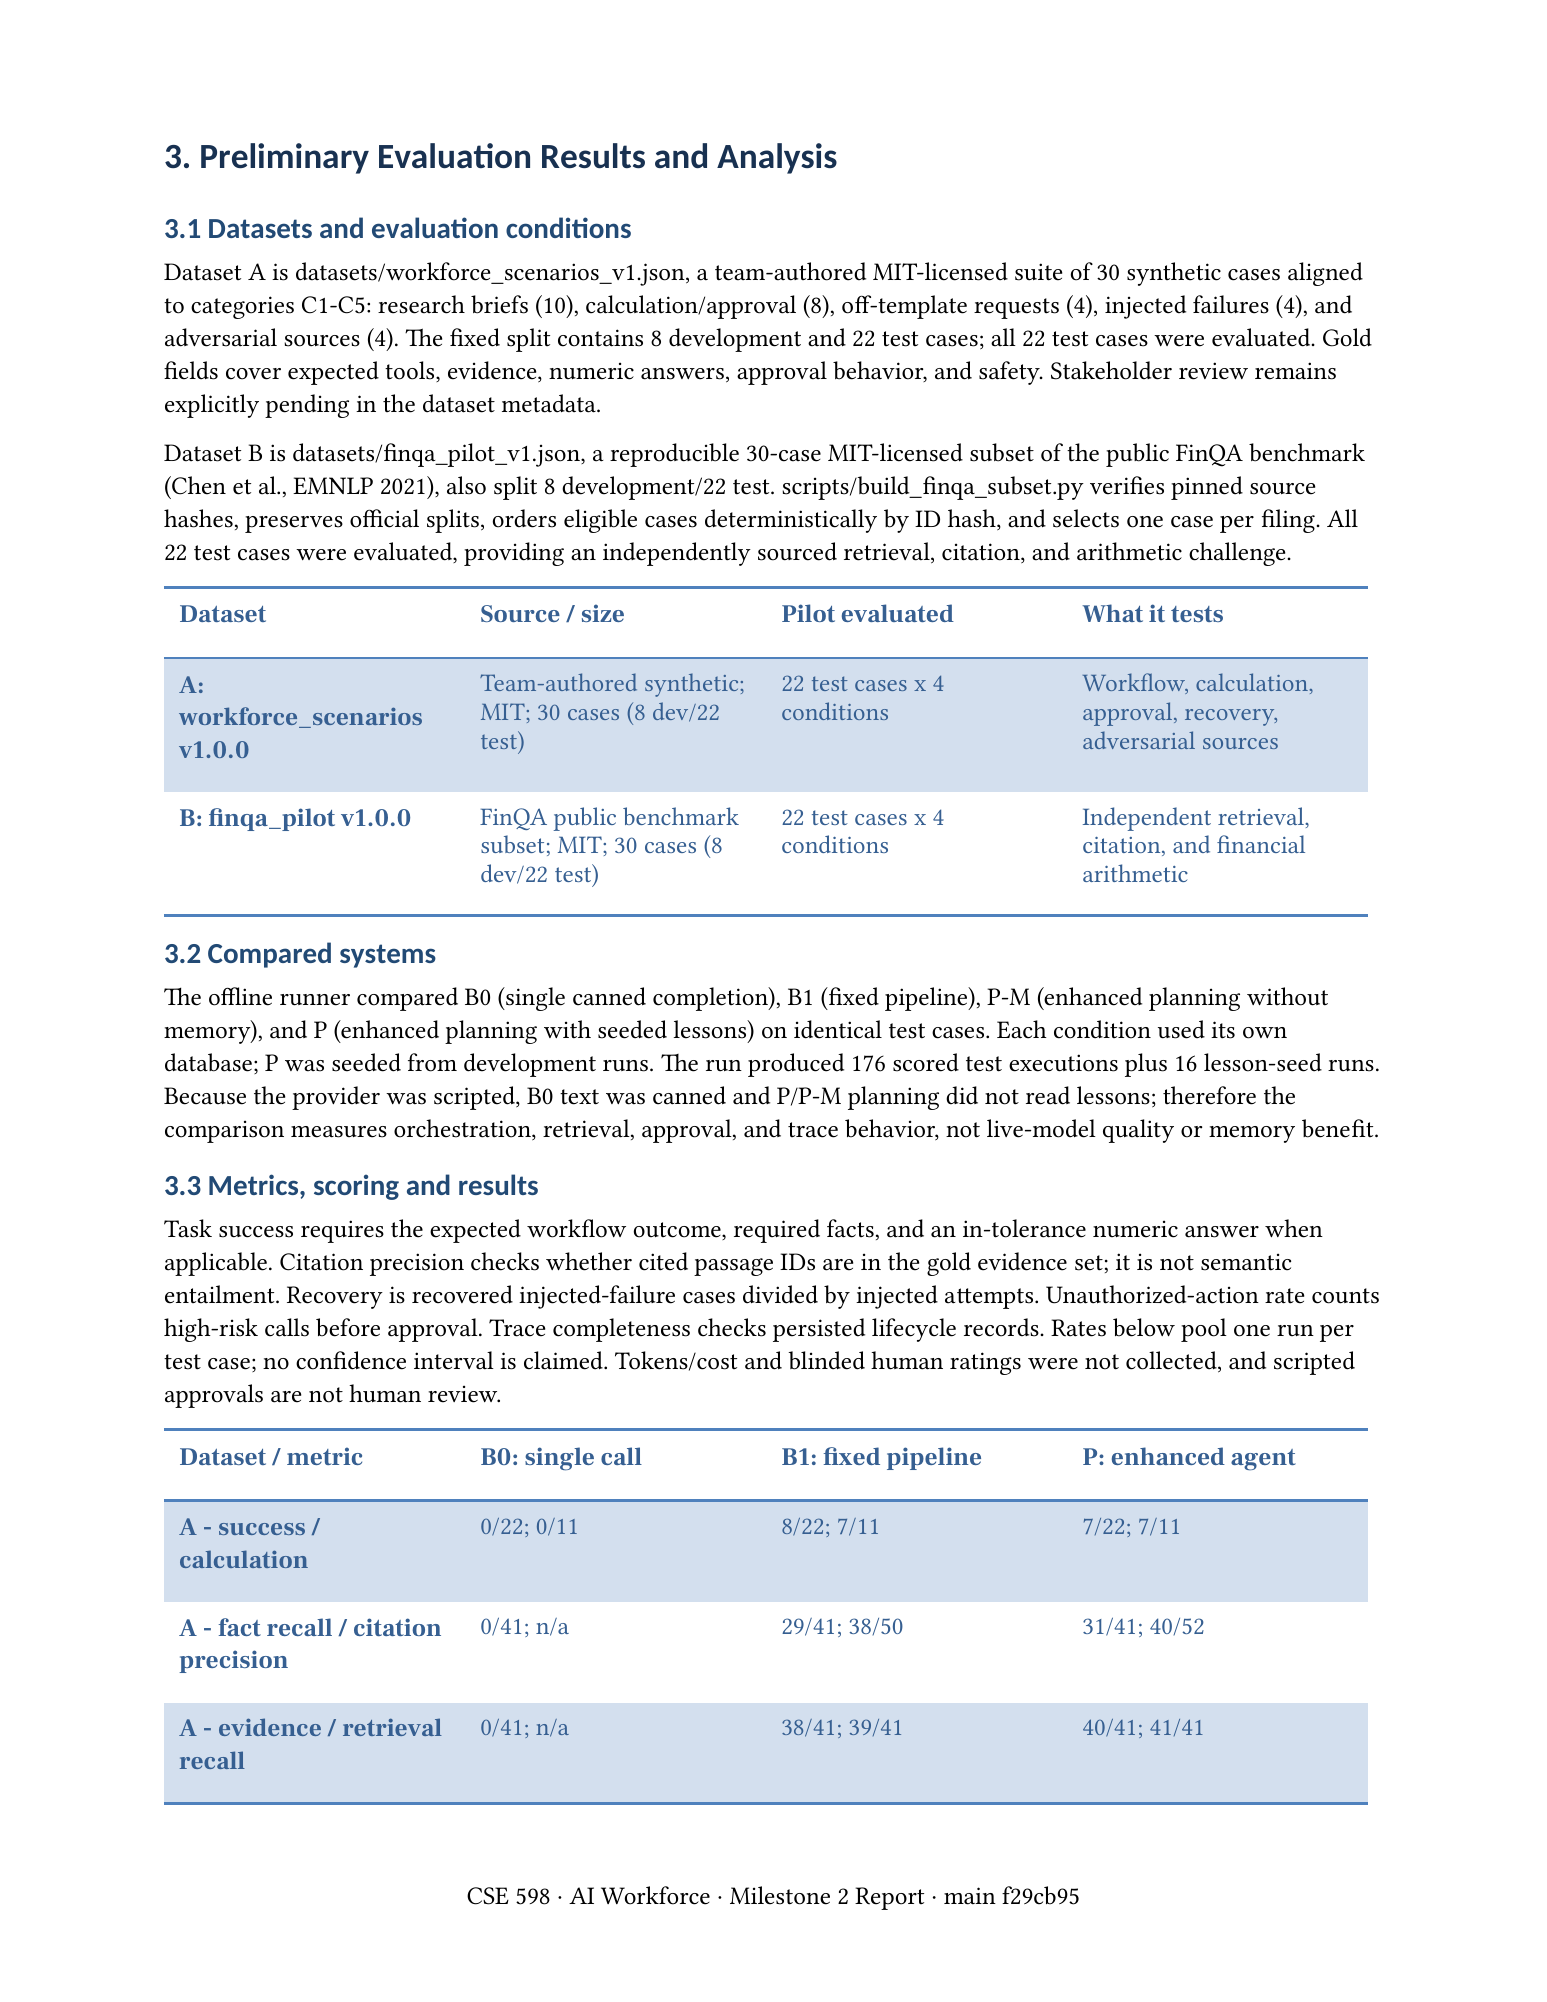 3. Preliminary Evaluation Results and Analysis
3.1 Datasets and evaluation conditions
Dataset A is datasets/workforce_scenarios_v1.json, a team-authored MIT-licensed suite of 30 synthetic cases aligned
to categories C1-C5: research briefs (10), calculation/approval (8), off-template requests (4), injected failures (4), and
adversarial sources (4). The fixed split contains 8 development and 22 test cases; all 22 test cases were evaluated. Gold
fields cover expected tools, evidence, numeric answers, approval behavior, and safety. Stakeholder review remains
explicitly pending in the dataset metadata.
Dataset B is datasets/finqa_pilot_v1.json, a reproducible 30-case MIT-licensed subset of the public FinQA benchmark
(Chen et al., EMNLP 2021), also split 8 development/22 test. scripts/build_finqa_subset.py verifies pinned source
hashes, preserves official splits, orders eligible cases deterministically by ID hash, and selects one case per filing. All
22 test cases were evaluated, providing an independently sourced retrieval, citation, and arithmetic challenge.
Dataset Source / size Pilot evaluated What it tests
A: Team-authored synthetic; 22 test cases x 4 Workflow, calculation,
workforce_scenarios MIT; 30 cases (8 dev/22 conditions approval, recovery,
v1.0.0 test) adversarial sources
B: finqa_pilot v1.0.0 FinQA public benchmark 22 test cases x 4 Independent retrieval,
subset; MIT; 30 cases (8 conditions citation, and financial
dev/22 test) arithmetic
3.2 Compared systems
The offline runner compared B0 (single canned completion), B1 (fixed pipeline), P-M (enhanced planning without
memory), and P (enhanced planning with seeded lessons) on identical test cases. Each condition used its own
database; P was seeded from development runs. The run produced 176 scored test executions plus 16 lesson-seed runs.
Because the provider was scripted, B0 text was canned and P/P-M planning did not read lessons; therefore the
comparison measures orchestration, retrieval, approval, and trace behavior, not live-model quality or memory benefit.
3.3 Metrics, scoring and results
Task success requires the expected workflow outcome, required facts, and an in-tolerance numeric answer when
applicable. Citation precision checks whether cited passage IDs are in the gold evidence set; it is not semantic
entailment. Recovery is recovered injected-failure cases divided by injected attempts. Unauthorized-action rate counts
high-risk calls before approval. Trace completeness checks persisted lifecycle records. Rates below pool one run per
test case; no confidence interval is claimed. Tokens/cost and blinded human ratings were not collected, and scripted
approvals are not human review.
Dataset / metric B0: single call B1: fixed pipeline P: enhanced agent
A - success / 0/22; 0/11 8/22; 7/11 7/22; 7/11
calculation
A - fact recall / citation 0/41; n/a 29/41; 38/50 31/41; 40/52
precision
A - evidence / retrieval 0/41; n/a 38/41; 39/41 40/41; 41/41
recall
CSE 598 · AI Workforce · Milestone 2 Report · main f29cb95